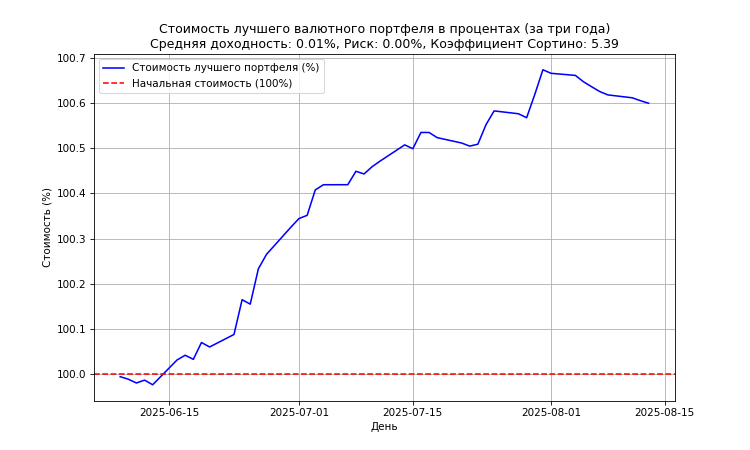 Стоимость лучшего валютного портфеля в процентах (за три года)
Средняя доходность: 0.01%, Риск: 0.00%, Коэффициент Сортино: 5.39
Стоимость лучшего портфеля (%)
Начальная стоимость (100%)
Стоимость (%)
100.7
100.6
100.5
100.4
100.3
100.2
100.1
100.0
2025-06-15
2025-07-01
2025-07-15
2025-08-01
2025-08-15
День